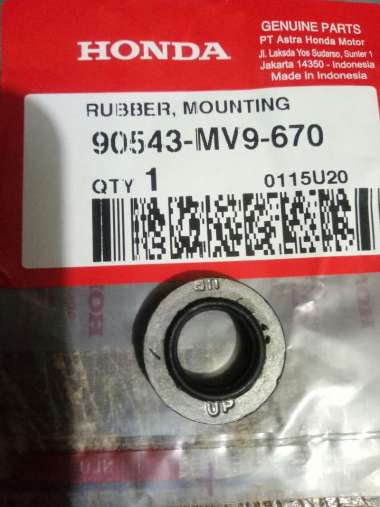 HONDA
GENUINE PARTS
PT Astra Honda Motor
Jl. Laksda Yos Sudarso, Sunter 1
Jakarta 14350 - Indonesia
Made in Indonesia
RUBBER, MOUNTING
90543-MV9-670
QTY 1
0115U20
UP